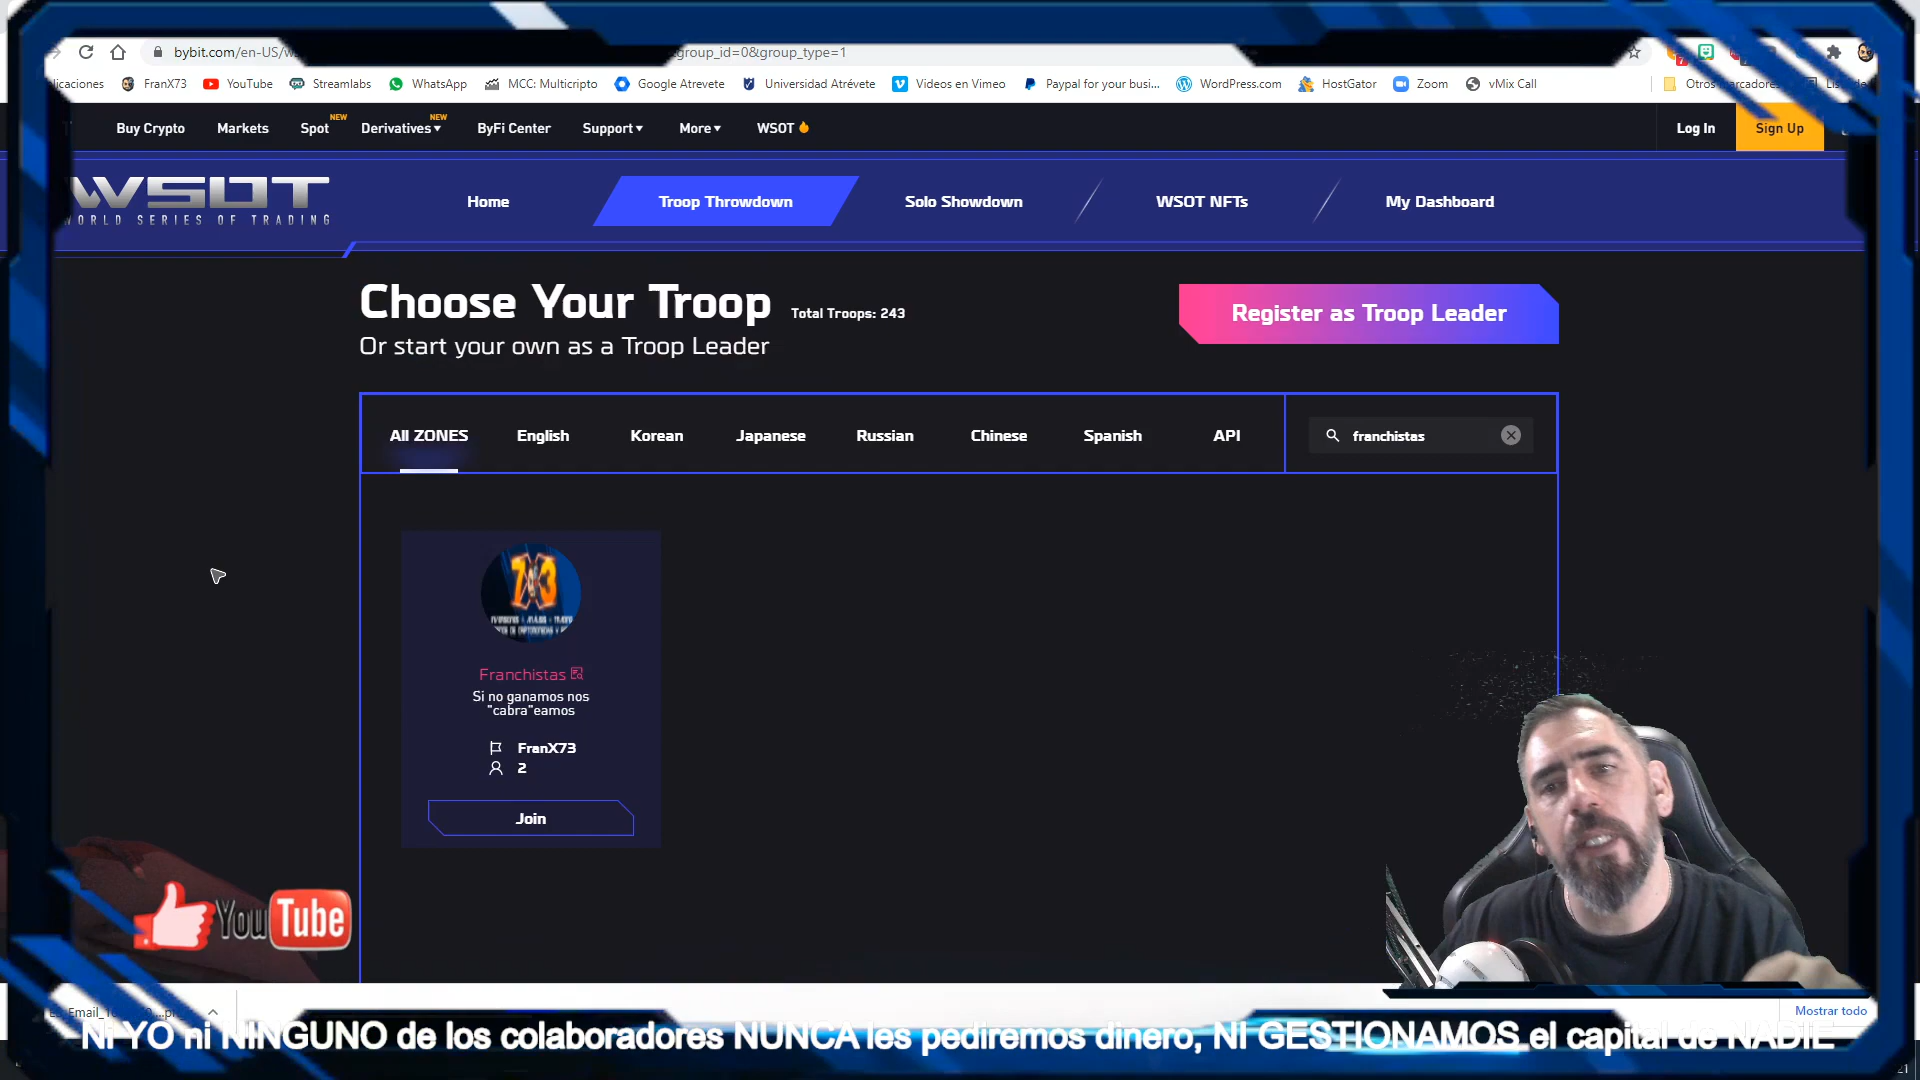 bybit.com/en-US/w
group_id=0&group_type=1
licaciones FranX73 YouTube Streamlabs WhatsApp MCC: Multicripto Google Atrevete Universidad Atrévete Videos en Vimeo Paypal for your busi... WordPress.com HostGator Zoom vMix Call Otros marcadores
Buy Crypto Markets Spot NEW Derivatives NEW ByFi Center Support More WSOT Log In Sign Up
WSOT
WORLD SERIES OF TRADING
Home Troop Throwdown Solo Showdown WSOT NFTs My Dashboard
Choose Your Troop Total Troops: 243
Register as Troop Leader
Or start your own as a Troop Leader
All ZONES English Korean Japanese Russian Chinese Spanish API franchistas
7X3
Franchistas
Si no ganamos nos
"cabra"eamos
FranX73
2
Join
YouTube
Mostrar todo
Ni YO ni NINGUNO de los colaboradores NUNCA les pediremos dinero, NI GESTIONAMOS el capital de NADIE